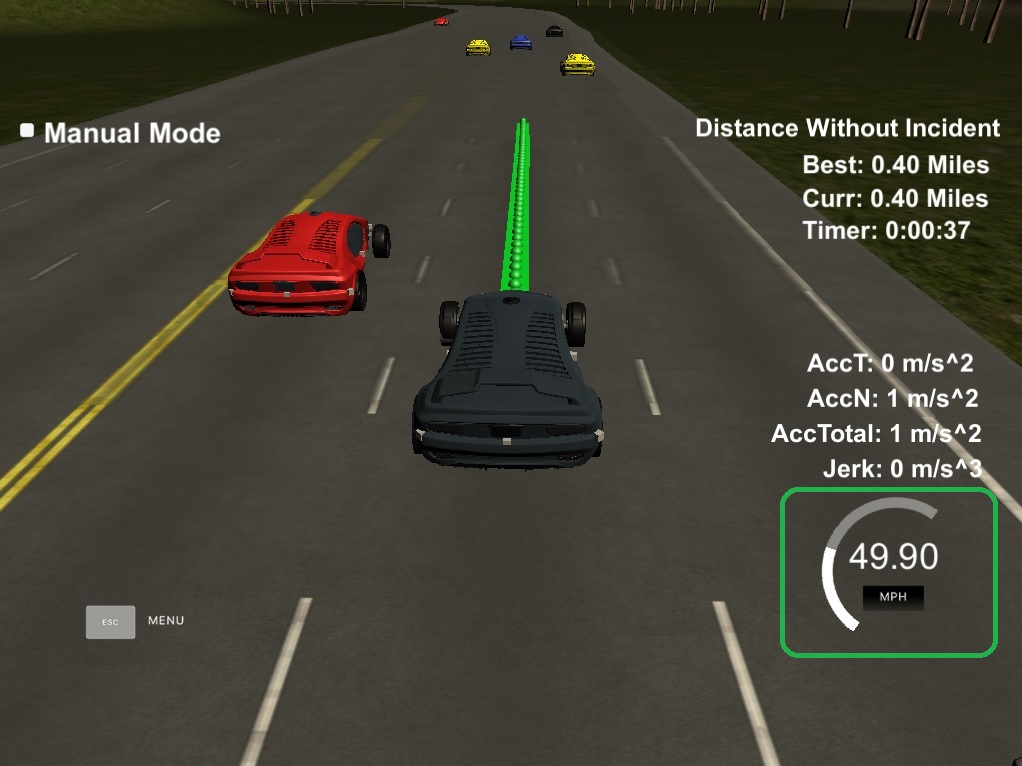 Manual Mode
Distance Without Incident
Best: 0.40 Miles
Curr: 0.40 Miles
Timer: 0:00:37
AccT: 0 m/s^2
AccN: 1 m/s^2
AccTotal: 1 m/s^2
Jerk: 0 m/s^3
49.90
MPH
ESC MENU